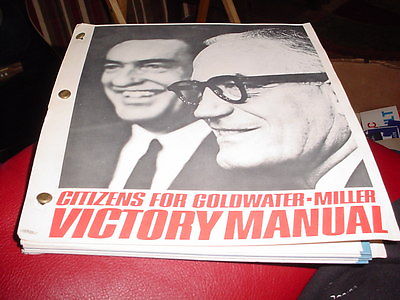 CITIZENS FOR GOLDWATER-MILLER
VICTORY MANUAL